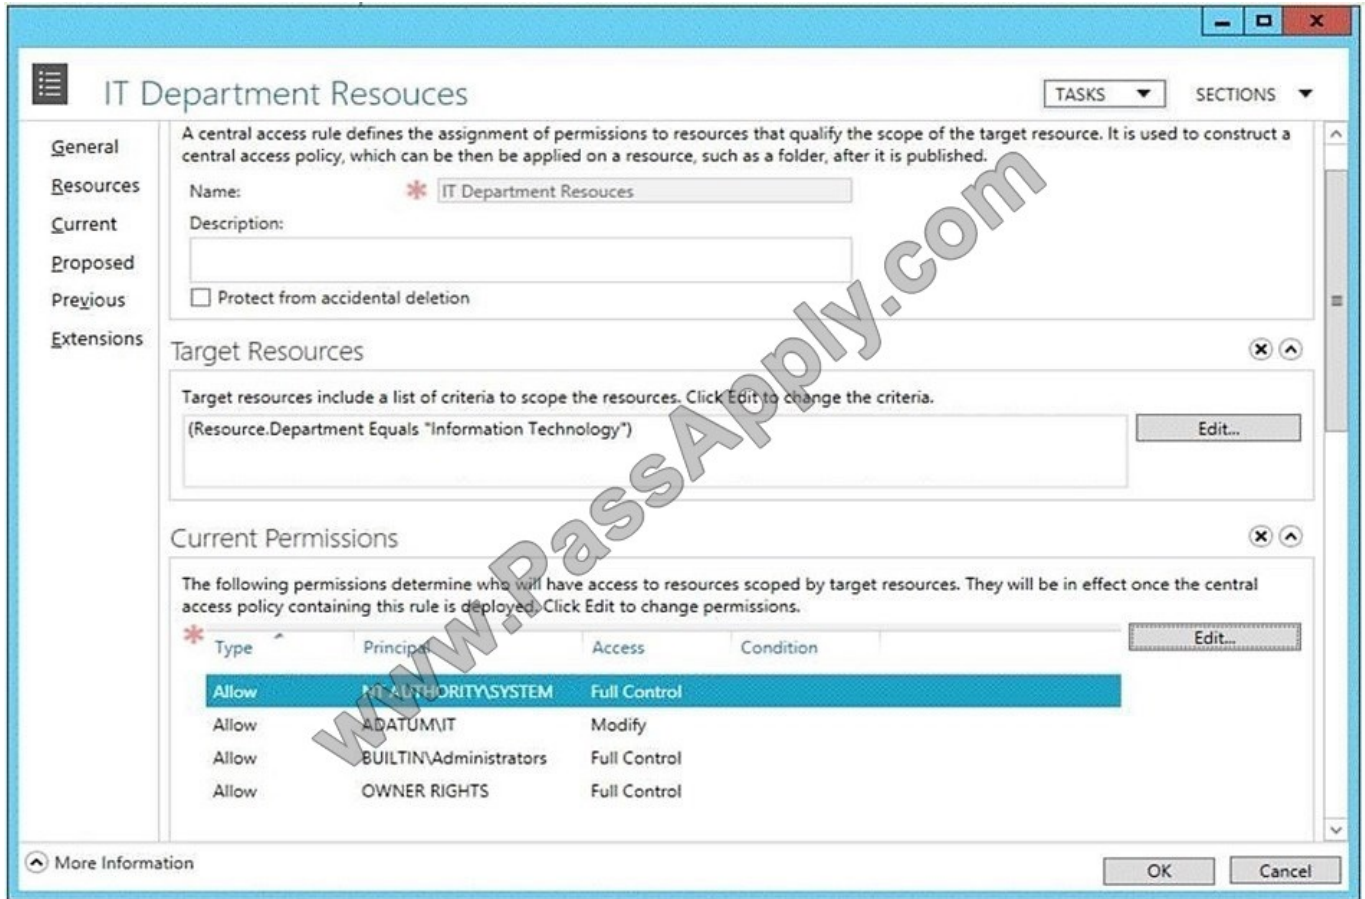 IT Department Resouces
TASKS
SECTIONS
General
Resources
Current
Proposed
Previous
Extensions
A central access rule defines the assignment of permissions to resources that qualify the scope of the target resource. It is used to construct a
central access policy, which can be then be applied on a resource, such as a folder, after it is published.
Name:
* IT Department Resouces
Description:
Protect from accidental deletion
Target Resources
Target resources include a list of criteria to scope the resources. Click Edit to change the criteria.
(Resource.Department Equals "Information Technology")
Edit...
Current Permissions
The following permissions determine who will have access to resources scoped by target resources. They will be in effect once the central
access policy containing this rule is deployed. Click Edit to change permissions.
* Type Principal Access Condition
Edit...
Allow NT AUTHORITY\SYSTEM Full Control
Allow ADATUM\IT Modify
Allow BUILTIN\Administrators Full Control
Allow OWNER RIGHTS Full Control
More Information
OK
Cancel
www.PassApply.com